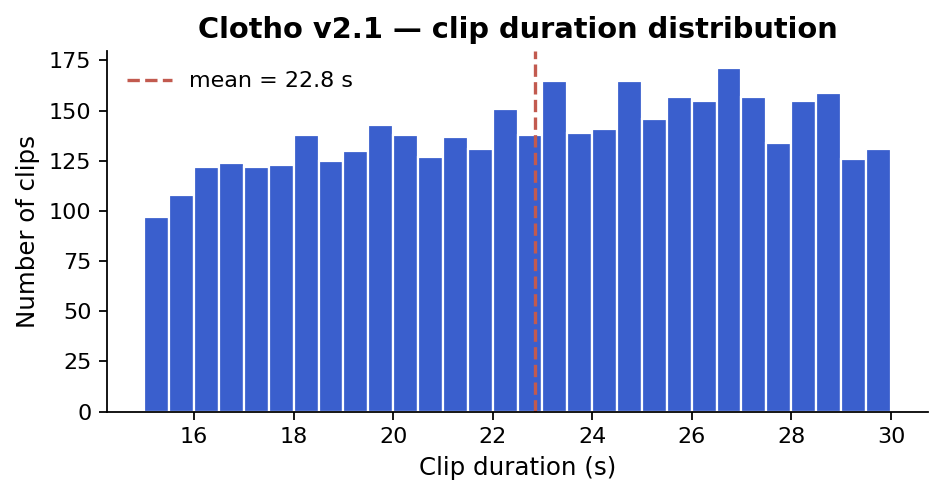 Clotho v2.1 — clip duration distribution
mean = 22.8 s
Number of clips
175
150
125
100
75
50
25
0
16 18 20 22 24 26 28 30
Clip duration (s)